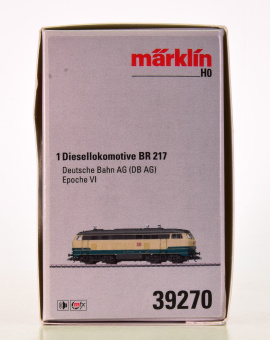 märklin
H0
1 Diesellokomotive BR 217
Deutsche Bahn AG (DB AG)
Epoche VI
39270